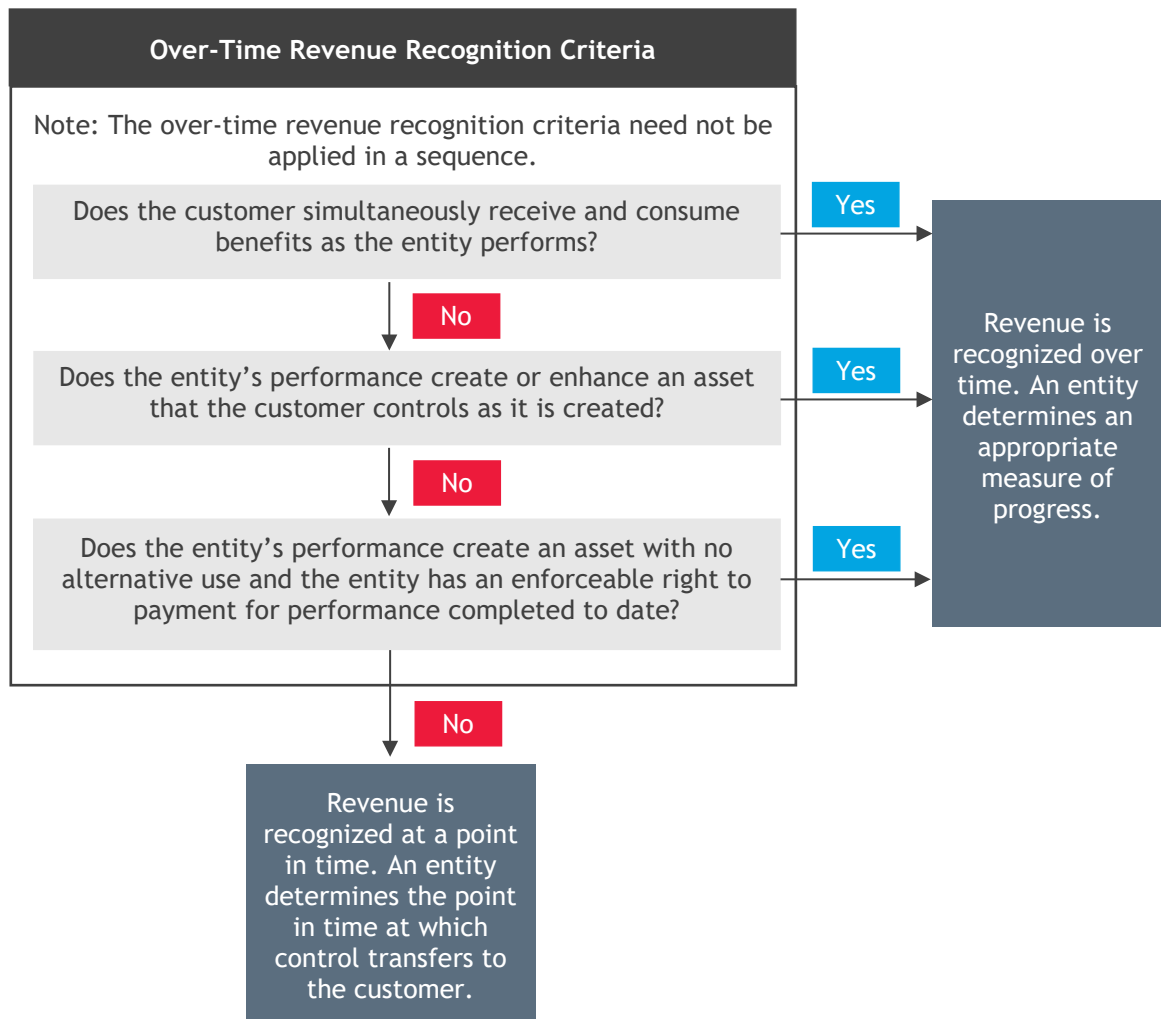 Over-Time Revenue Recognition Criteria
Note: The over-time revenue recognition criteria need not be
applied in a sequence.
Does the customer simultaneously receive and consume
benefits as the entity performs?
Yes
No
Does the entity’s performance create or enhance an asset
that the customer controls as it is created?
Yes
No
Does the entity’s performance create an asset with no
alternative use and the entity has an enforceable right to
payment for performance completed to date?
Yes
Revenue is
recognized over
time. An entity
determines an
appropriate
measure of
progress.
No
Revenue is
recognized at a point
in time. An entity
determines the point
in time at which
control transfers to
the customer.